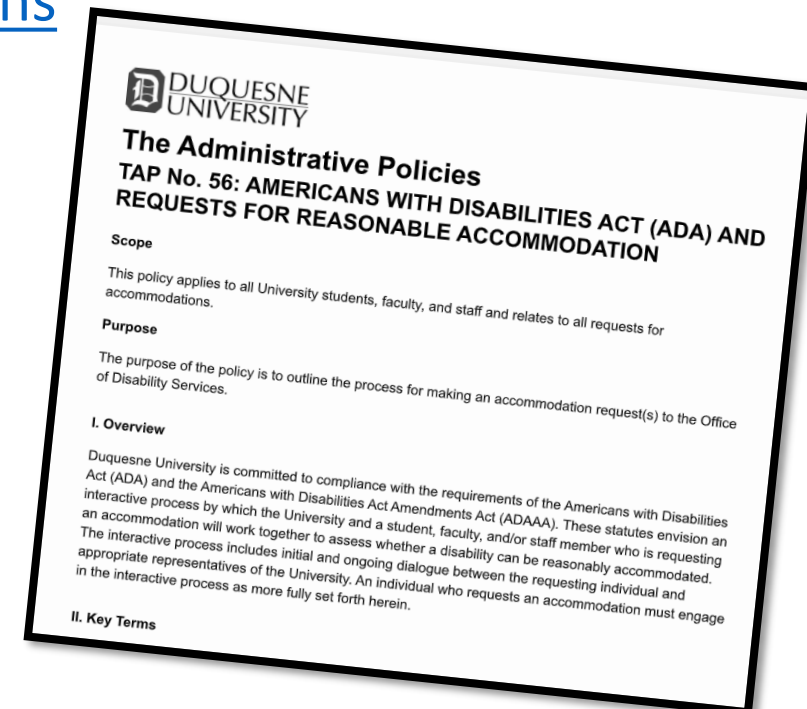 DUQUESNE
UNIVERSITY
The Administrative Policies
TAP No. 56: AMERICANS WITH DISABILITIES ACT (ADA) AND
REQUESTS FOR REASONABLE ACCOMMODATION
Scope
This policy applies to all University students, faculty, and staff and relates to all requests for
accommodations.
Purpose
The purpose of the policy is to outline the process for making an accommodation request(s) to the Office
of Disability Services.
I. Overview
Duquesne University is committed to compliance with the requirements of the Americans with Disabilities
Act (ADA) and the Americans with Disabilities Act Amendments Act (ADAAA). These statutes envision an
interactive process by which the University and a student, faculty, and/or staff member who is requesting
an accommodation will work together to assess whether a disability can be reasonably accommodated.
The interactive process includes initial and ongoing dialogue between the requesting individual and
appropriate representatives of the University. An individual who requests an accommodation must engage
in the interactive process as more fully set forth herein.
II. Key Terms